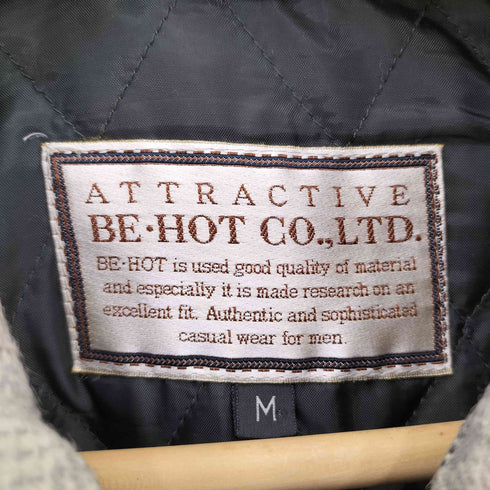 ATTRACTIVE
BE·HOT CO.,LTD.
BE·HOT is used good quality of material
and especially it is made research on an
excellent fit. Authentic and sophisticated
casual wear for men.
M